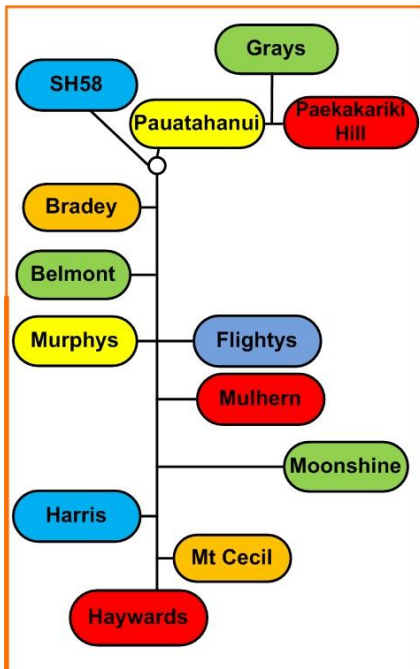 Grays
SH58
Pauatahanui
Paekakariki
Hill
Bradey
Belmont
Murphys
Flightys
Mulhern
Moonshine
Harris
Mt Cecil
Haywards